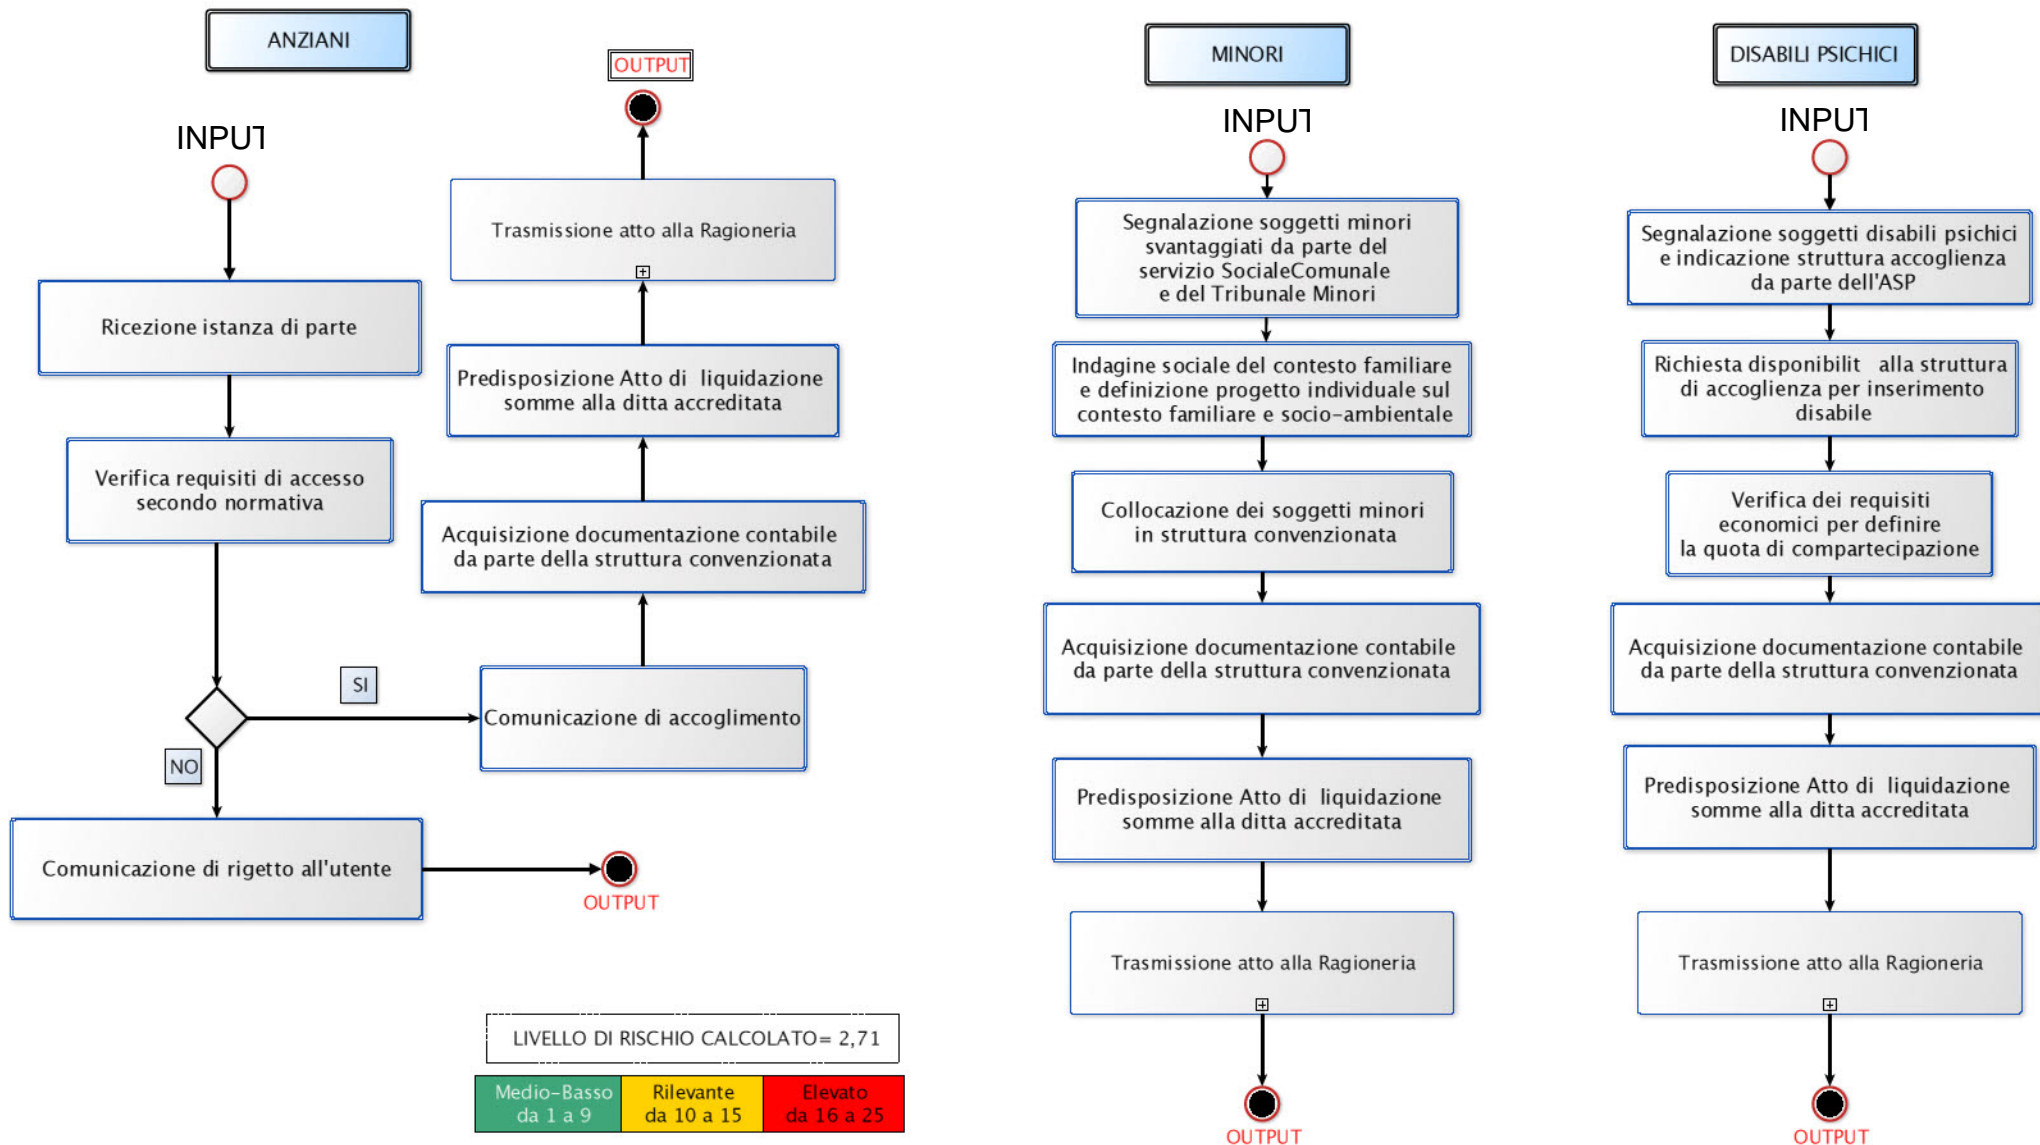 ANZIANI
INPUT
Ricezione istanza di parte
Verifica requisiti di accesso
secondo normativa
SI
NO
Comunicazione di rigetto all'utente
OUTPUT
Comunicazione di accoglimento
Acquisizione documentazione contabile
da parte della struttura convenzionata
Predisposizione Atto di liquidazione
somme alla ditta accreditata
Trasmissione atto alla Ragioneria
OUTPUT
LIVELLO DI RISCHIO CALCOLATO= 2,71
Medio-Basso
da 1 a 9
Rilevante
da 10 a 15
Elevato
da 16 a 25
MINORI
INPUT
Segnalazione soggetti minori
svantaggiati da parte del
servizio SocialeComunale
e del Tribunale Minori
Indagine sociale del contesto familiare
e definizione progetto individuale sul
contesto familiare e socio-ambientale
Collocazione dei soggetti minori
in struttura convenzionata
Acquisizione documentazione contabile
da parte della struttura convenzionata
Predisposizione Atto di liquidazione
somme alla ditta accreditata
Trasmissione atto alla Ragioneria
OUTPUT
DISABILI PSICHICI
INPUT
Segnalazione soggetti disabili psichici
e indicazione struttura accoglienza
da parte dell'ASP
Richiesta disponibilit alla struttura
di accoglienza per inserimento
disabile
Verifica dei requisiti
economici per definire
la quota di compartecipazione
Acquisizione documentazione contabile
da parte della struttura convenzionata
Predisposizione Atto di liquidazione
somme alla ditta accreditata
Trasmissione atto alla Ragioneria
OUTPUT